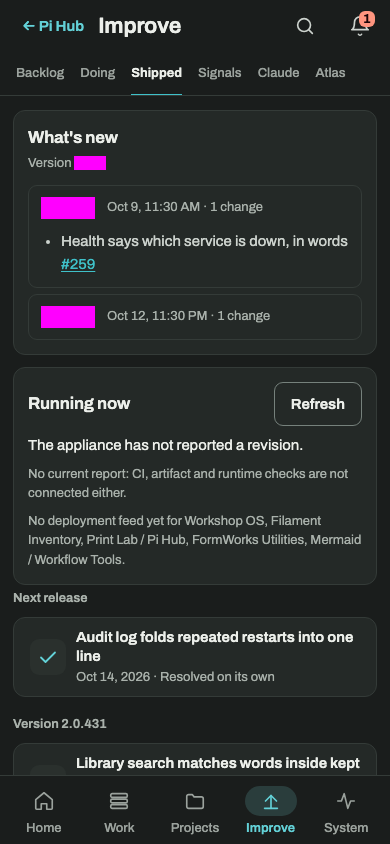 ← Pi Hub Improve
1
Backlog Doing Shipped Signals Claude Atlas
What's new
Version
Oct 9, 11:30 AM · 1 change
• Health says which service is down, in words
#259
Oct 12, 11:30 PM · 1 change
Running now
Refresh
The appliance has not reported a revision.
No current report: CI, artifact and runtime checks are not
connected either.
No deployment feed yet for Workshop OS, Filament
Inventory, Print Lab / Pi Hub, FormWorks Utilities, Mermaid
/ Workflow Tools.
Next release
Audit log folds repeated restarts into one
line
Oct 14, 2026 · Resolved on its own
Version 2.0.431
Library search matches words inside kept
Home Work Projects Improve System